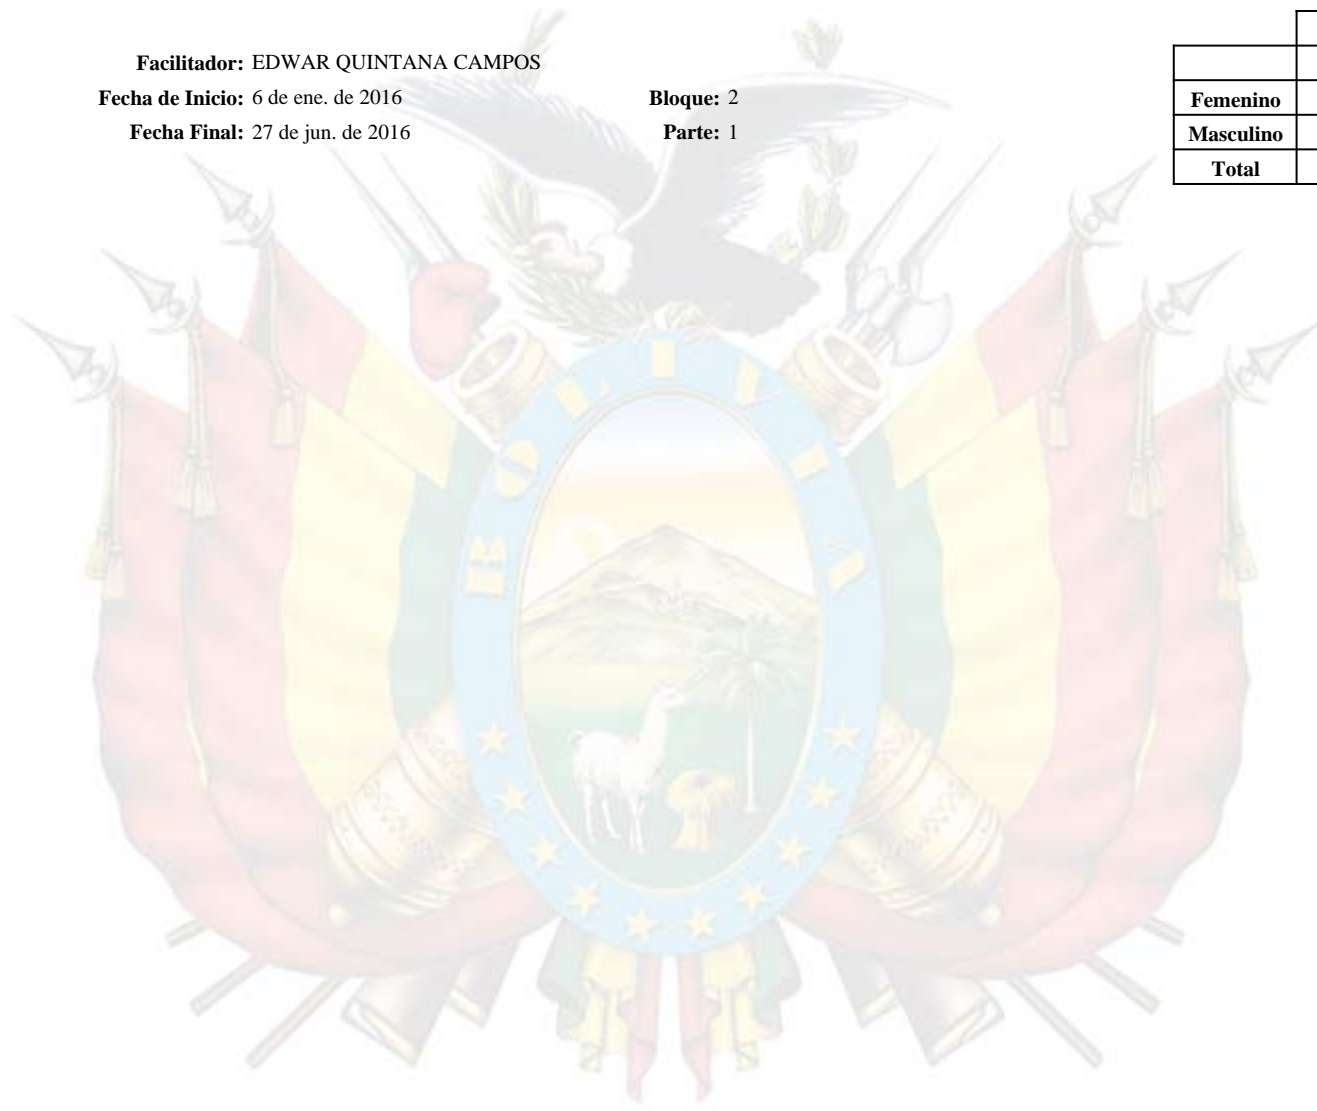 Facilitador: EDWAR QUINTANA CAMPOS
Fecha de Inicio: 6 de ene. de 2016 Bloque: 2
Fecha Final: 27 de jun. de 2016 Parte: 1
Femenino
Masculino
Total
BOLIVIA